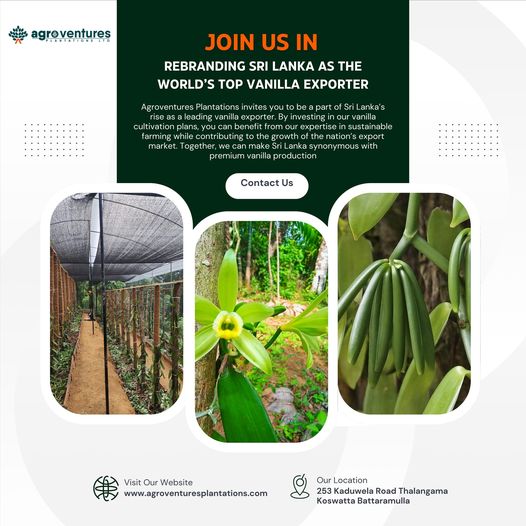 agroventures
PLANTATIONS LTD
JOIN US IN
REBRANDING SRI LANKA AS THE
WORLD'S TOP VANILLA EXPORTER
Agroventures Plantations invites you to be a part of Sri Lanka's
rise as a leading vanilla exporter. By investing in our vanilla
cultivation plans, you can benefit from our expertise in sustainable
farming while contributing to the growth of the nation's export
market. Together, we can make Sri Lanka synonymous with
premium vanilla production
Contact Us
Visit Our Website
www.agroventuresplantations.com
Our Location
253 Kaduwela Road Thalangama
Koswatta Battaramulla